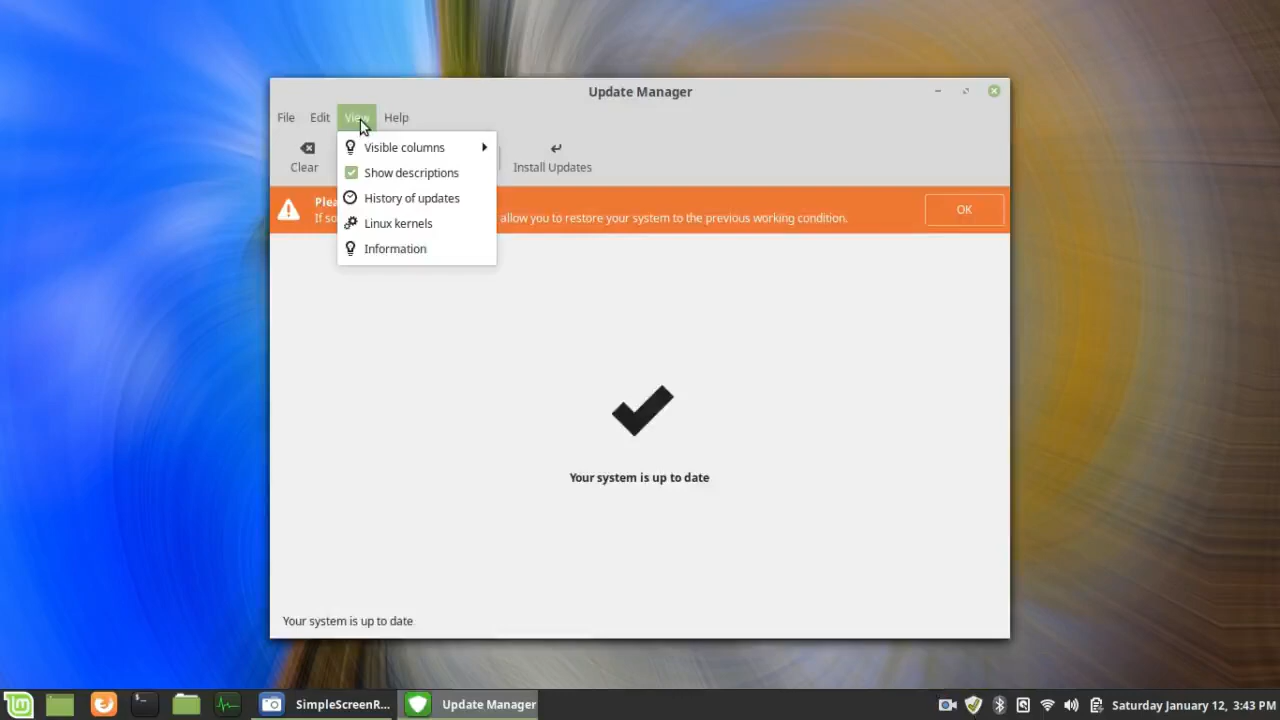 Update Manager
File Edit View Help
Visible columns
Show descriptions
History of updates
Linux kernels
Information
Clear
Install Updates
If so
allow you to restore your system to the previous working condition.
OK
Your system is up to date
Your system is up to date
SimpleScreenR...
Update Manager
Saturday January 12, 3:43 PM